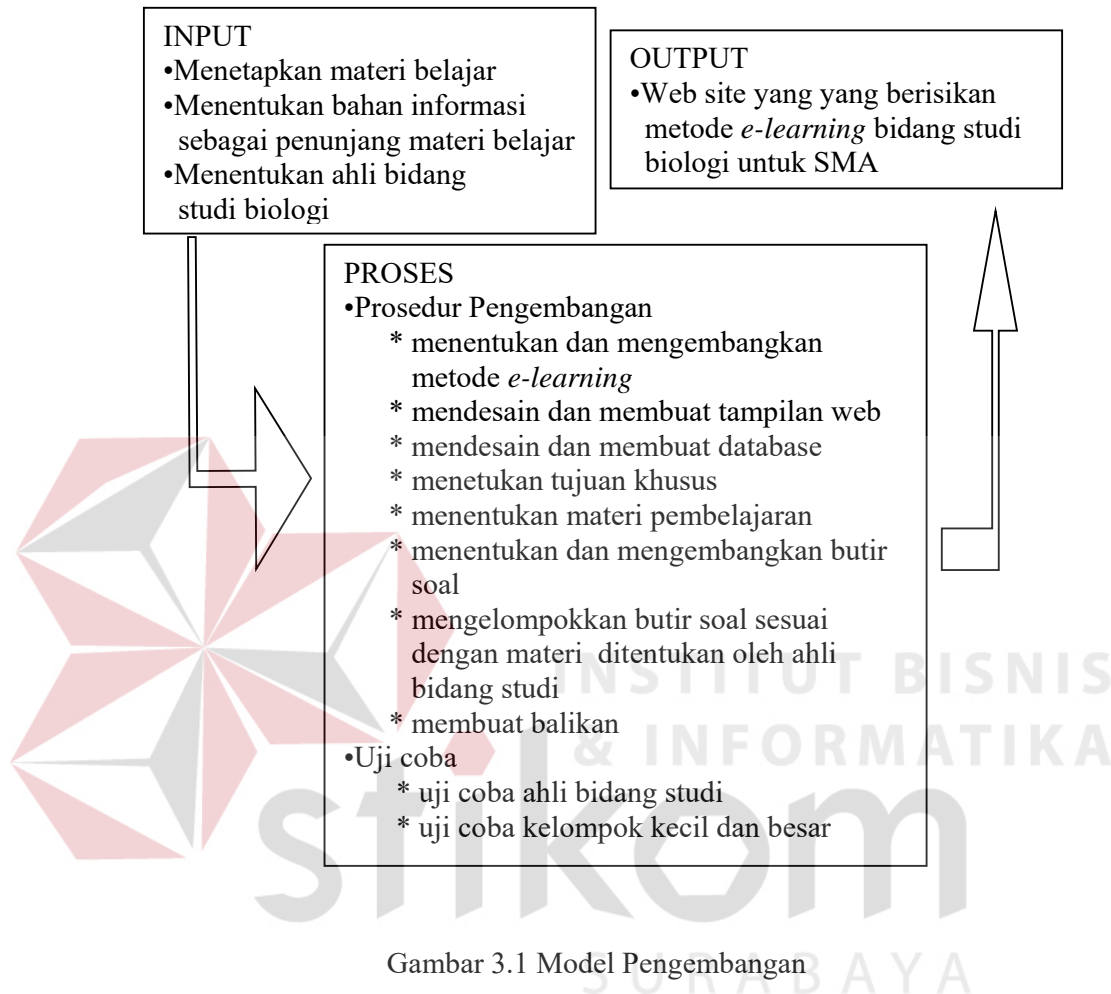 INPUT
•Menetapkan materi belajar
•Menentukan bahan informasi
sebagai penunjang materi belajar
•Menentukan ahli bidang
studi biologi
OUTPUT
•Web site yang yang berisikan
metode e-learning bidang studi
biologi untuk SMA
PROSES
•Prosedur Pengembangan
* menentukan dan mengembangkan
metode e-learning
* mendesain dan membuat tampilan web
* mendesain dan membuat database
* menetukan tujuan khusus
* menentukan materi pembelajaran
* menentukan dan mengembangkan butir
soal
* mengelompokkan butir soal sesuai
dengan materi ditentukan oleh ahli
bidang studi
* membuat balikan
•Uji coba
* uji coba ahli bidang studi
* uji coba kelompok kecil dan besar
INSTITUT BISNIS
& INFORMATIKA
stikom
SURABAYA
Gambar 3.1 Model Pengembangan